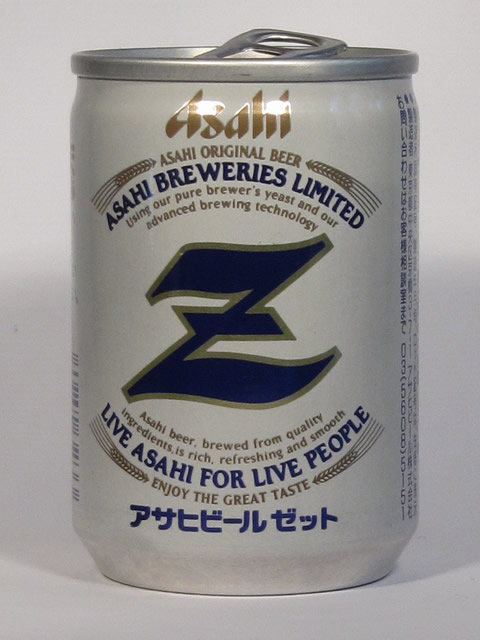 Asahi
ASAHI ORIGINAL BEER
ASAHI BREWERIES LIMITED
Using our pure brewer's yeast and our
advanced brewing technology
Z
Asahi beer, brewed from quality
ingredients, is rich, refreshing and smooth
LIVE ASAHI FOR LIVE PEOPLE
ENJOY THE GREAT TASTE
アサヒビール ゼット